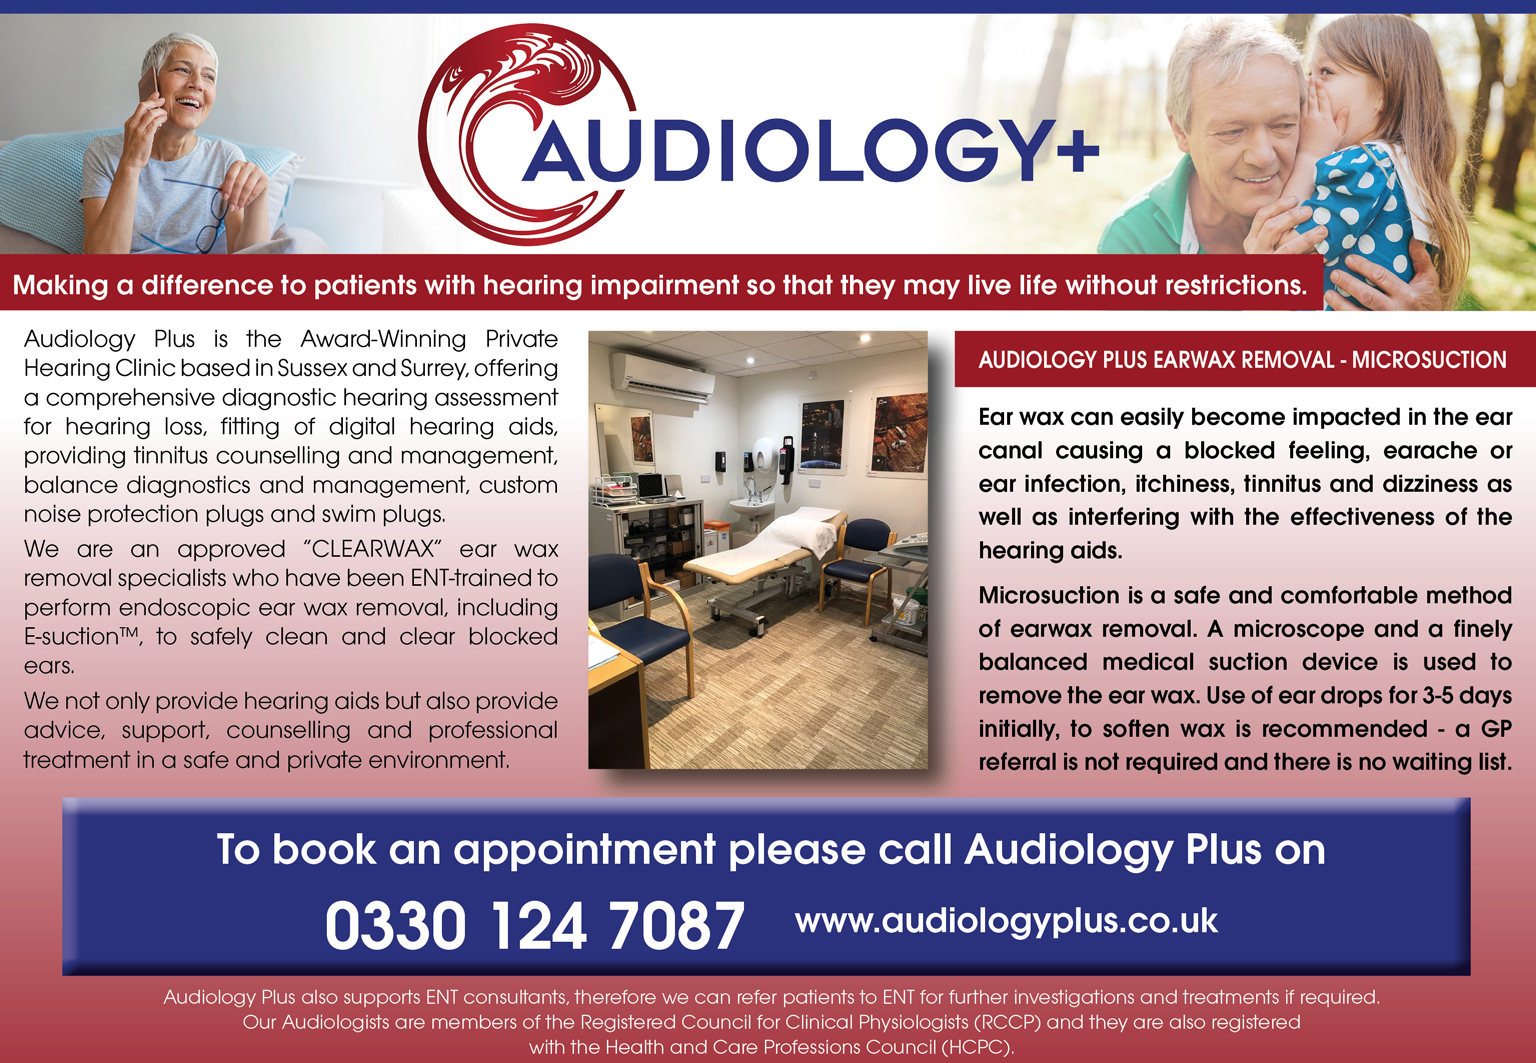 AUDIOLOGY+
Making a difference to patients with hearing impairment so that they may live life without restrictions.
Audiology Plus is the Award-Winning Private
Hearing Clinic based in Sussex and Surrey, offering
a comprehensive diagnostic hearing assessment
for hearing loss, fitting of digital hearing aids,
providing tinnitus counselling and management,
balance diagnostics and management, custom
noise protection plugs and swim plugs.
We are an approved "CLEARWAX" ear wax
removal specialists who have been ENT-trained to
perform endoscopic ear wax removal, including
E-suction™, to safely clean and clear blocked
ears.
We not only provide hearing aids but also provide
advice, support, counselling and professional
treatment in a safe and private environment.
AUDIOLOGY PLUS EARWAX REMOVAL - MICROSUCTION
Ear wax can easily become impacted in the ear
canal causing a blocked feeling, earache or
ear infection, itchiness, tinnitus and dizziness as
well as interfering with the effectiveness of the
hearing aids.
Microsuction is a safe and comfortable method
of earwax removal. A microscope and a finely
balanced medical suction device is used to
remove the ear wax. Use of ear drops for 3-5 days
initially, to soften wax is recommended - a GP
referral is not required and there is no waiting list.
To book an appointment please call Audiology Plus on
0330 124 7087 www.audiologyplus.co.uk
Audiology Plus also supports ENT consultants, therefore we can refer patients to ENT for further investigations and treatments if required.
Our Audiologists are members of the Registered Council for Clinical Physiologists (RCCP) and they are also registered
with the Health and Care Professions Council (HCPC).